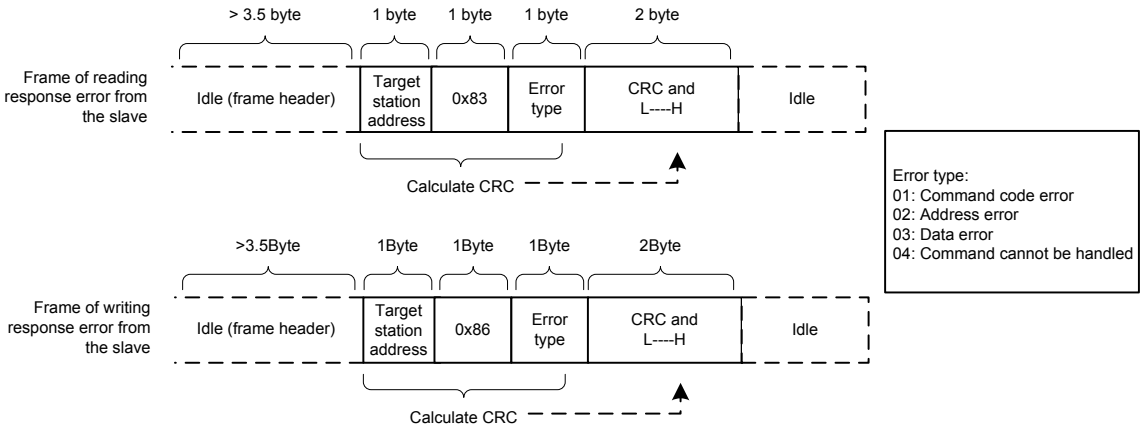 > 3.5 byte
1 byte
1 byte
1 byte
2 byte
Frame of reading
response error from
the slave
Idle (frame header)
Target
station
address
0x83
Error
type
CRC and
L----H
Idle
Calculate CRC
Error type:
01: Command code error
02: Address error
03: Data error
04: Command cannot be handled
>3.5Byte
1Byte
1Byte
1Byte
2Byte
Frame of writing
response error from
the slave
Idle (frame header)
Target
station
address
0x86
Error
type
CRC and
L----H
Idle
Calculate CRC